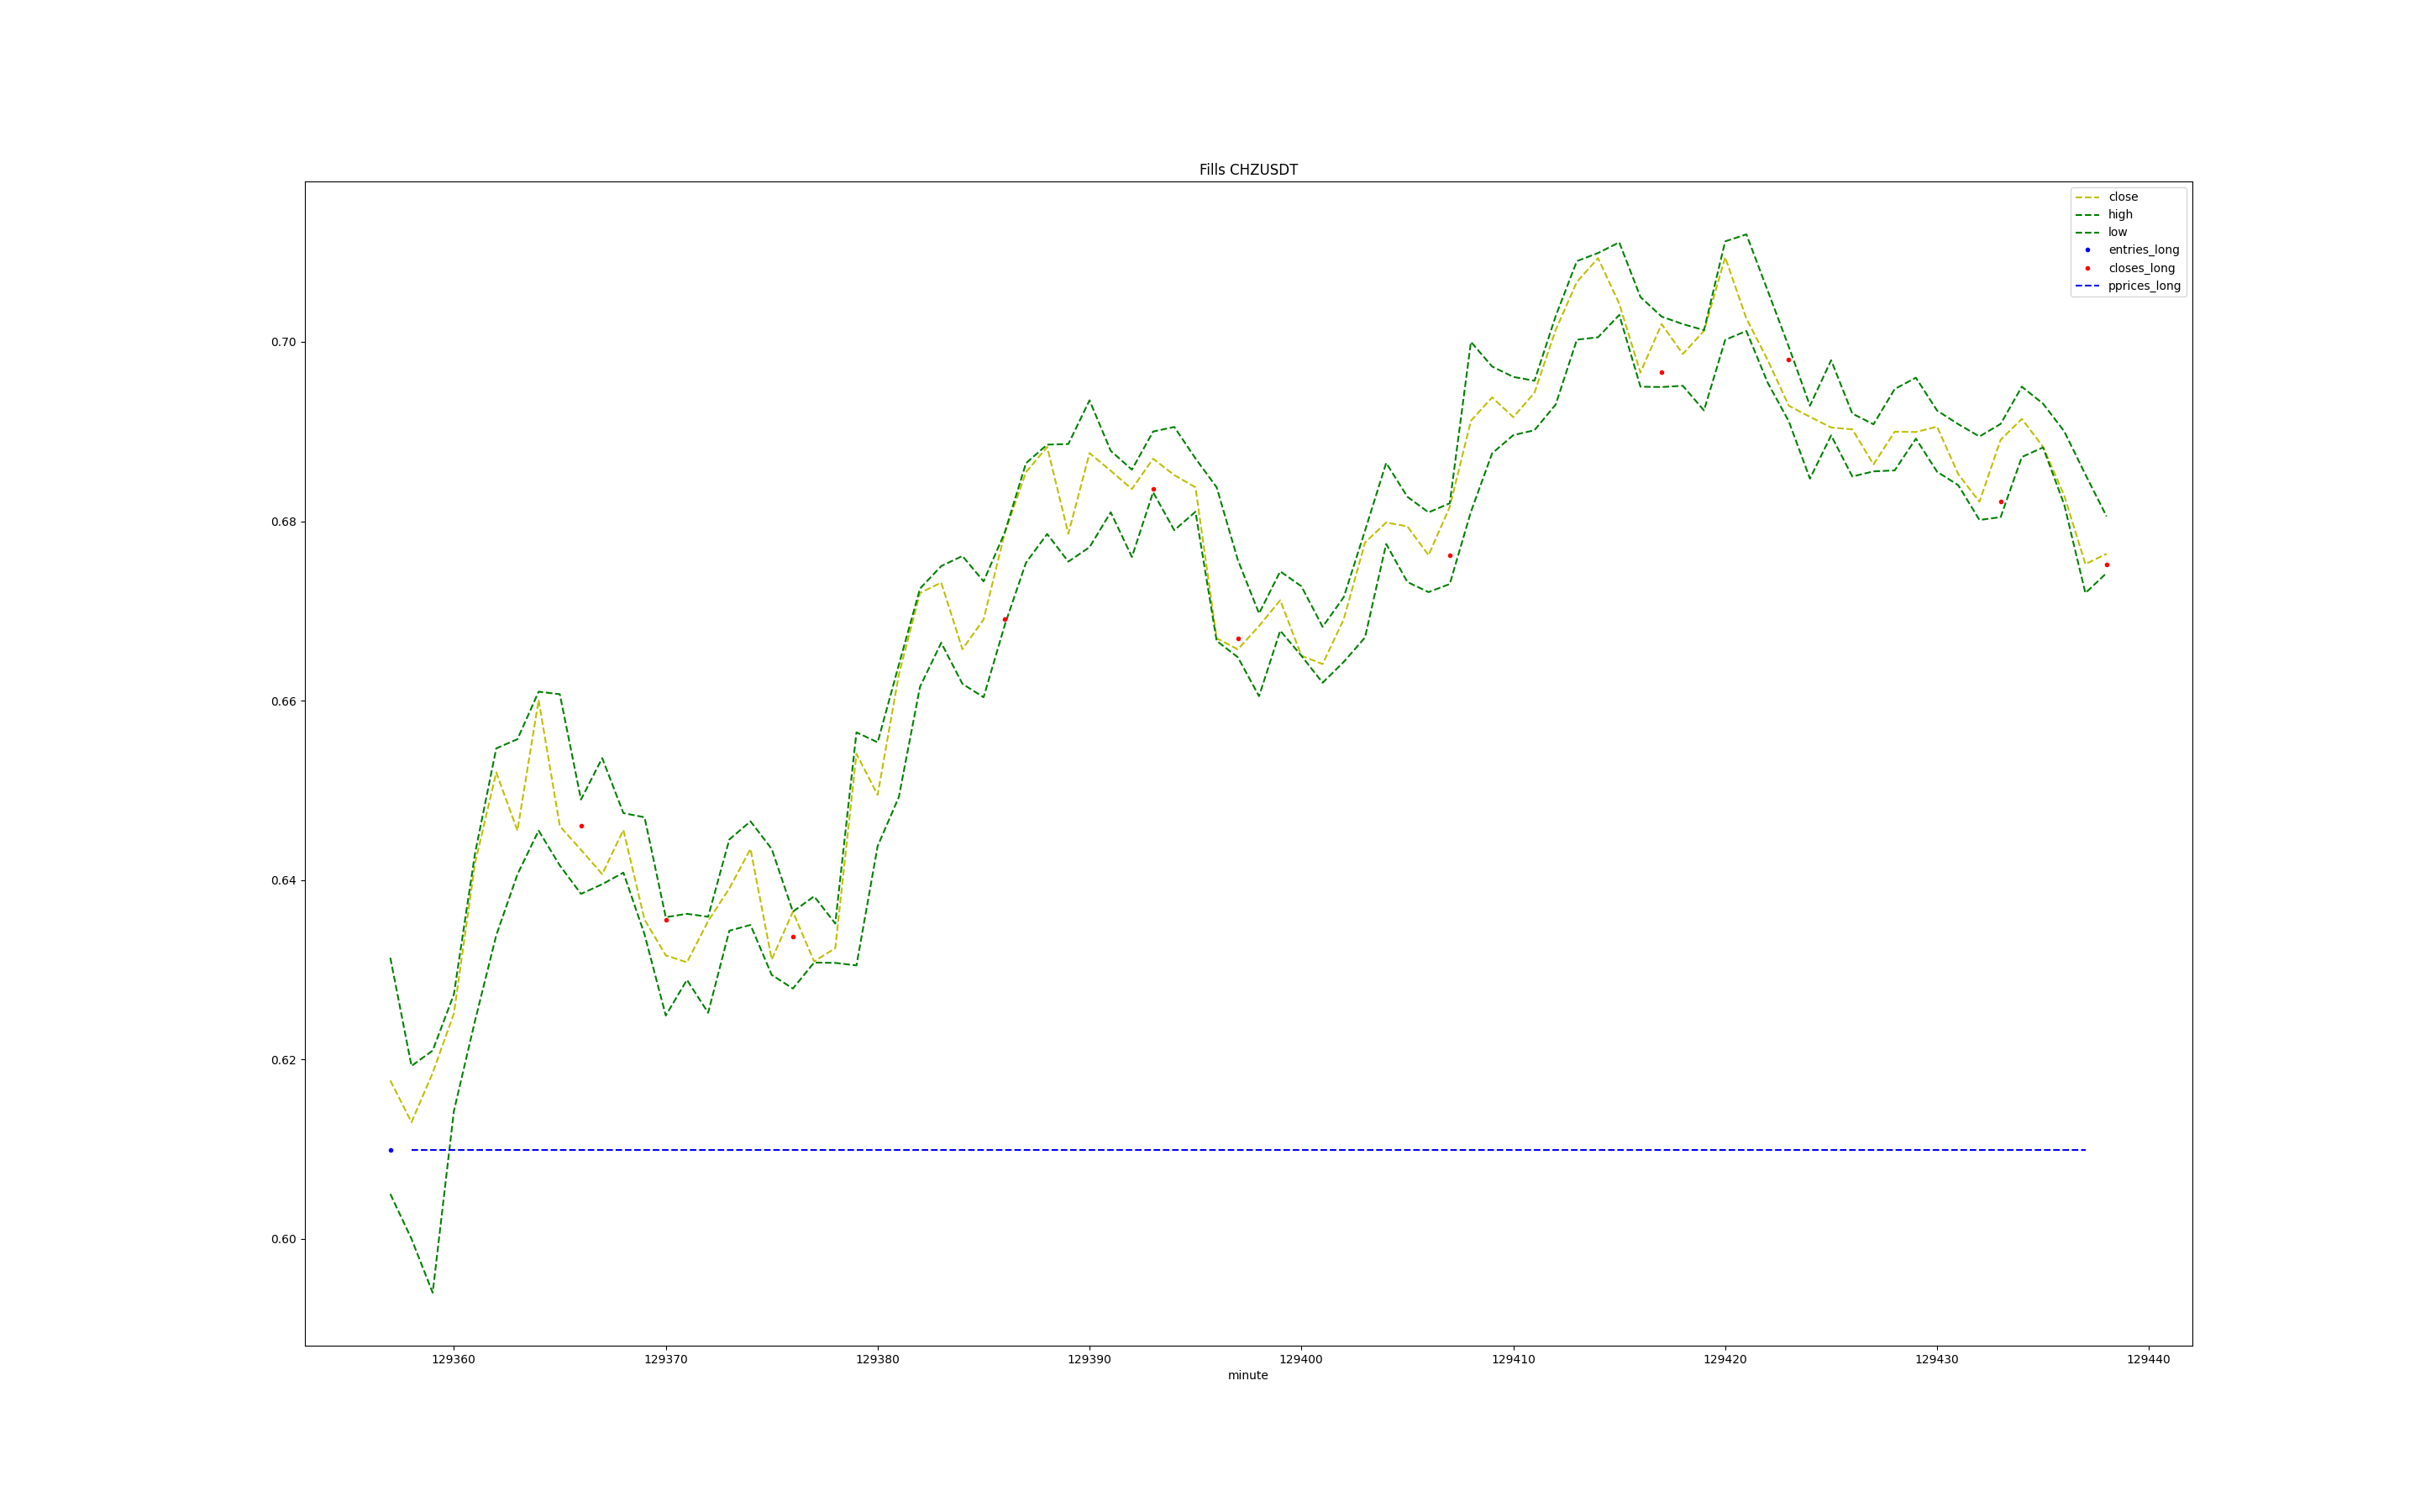 Fills CHZUSDT
close
high
low
entries_long
closes_long
pprices_long
0.70
0.68
0.66
0.64
0.62
0.60
129360 129370 129380 129390 129400 129410 129420 129430 129440
minute